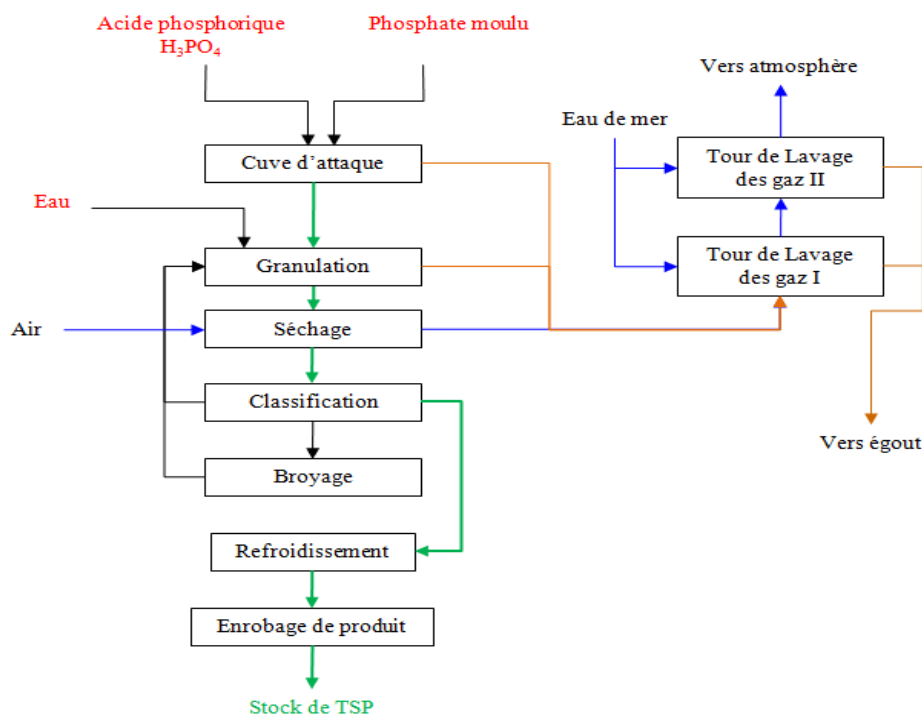 Acide phosphorique
H₃PO₄
Phosphate moulu
Vers atmosphère
Eau de mer
Cuve d'attaque
Tour de Lavage
des gaz II
Eau
Granulation
Tour de Lavage
des gaz I
Air
Séchage
Classification
Vers égout
Broyage
Refroidissement
Enrobage de produit
Stock de TSP